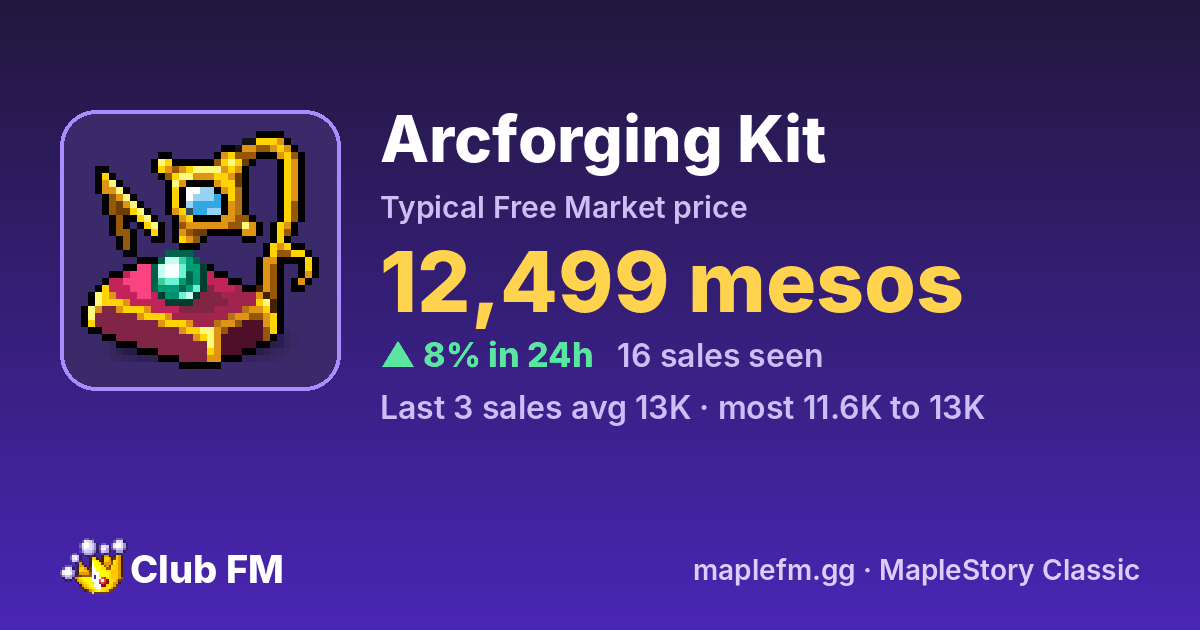 Arcforging Kit
Typical Free Market price
12,499 mesos
▲ 8% in 24h 16 sales seen
Last 3 sales avg 13K · most 11.6K to 13K
Club FM
maplefm.gg · MapleStory Classic